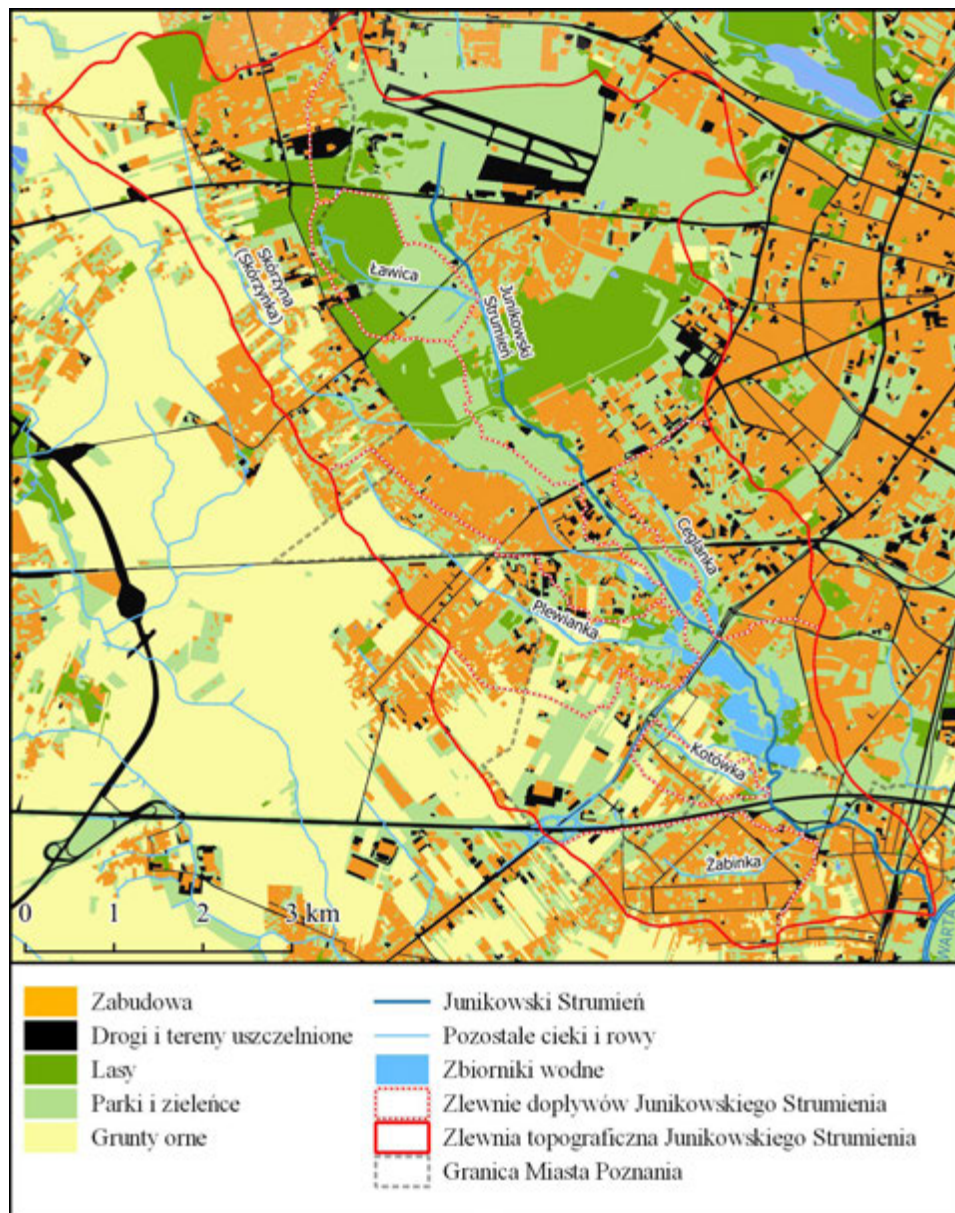 Skórzyna
(Skórzynka)
Ławica
Junikowski
Strumień
Ceglanka
Plewianka
Kotówka
Żabinka
WARTA
0 1 2 3 km
Zabudowa
Drogi i tereny uszczelnione
Lasy
Parki i zieleńce
Grunty orne
Junikowski Strumień
Pozostałe cieki i rowy
Zbiorniki wodne
Zlewnie dopływów Junikowskiego Strumienia
Zlewnia topograficzna Junikowskiego Strumienia
Granica Miasta Poznania